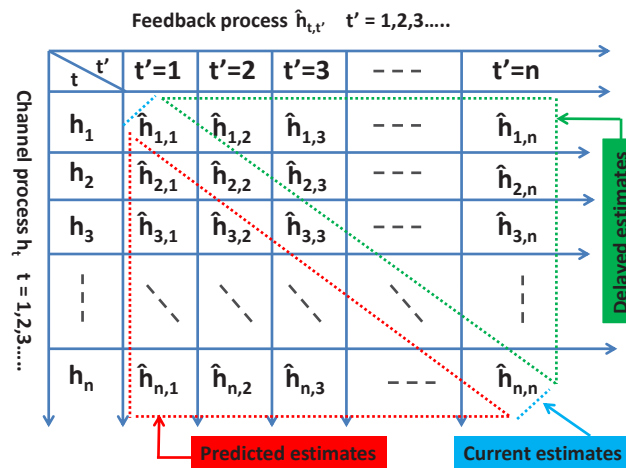 Feedback process ĥt,t' t' = 1,2,3.....
t' t t'=1 t'=2 t'=3 --- t'=n
h1 ĥ1,1 ĥ1,2 ĥ1,3 --- ĥ1,n
h2 ĥ2,1 ĥ2,2 ĥ2,3 ĥ2,n
h3 ĥ3,1 ĥ3,2 ĥ3,3 --- ĥ3,n
hn ĥn,1 ĥn,2 ĥn,3 --- ĥn,n
Channel process ht t = 1,2,3.....
Delayed estimates
Predicted estimates
Current estimates